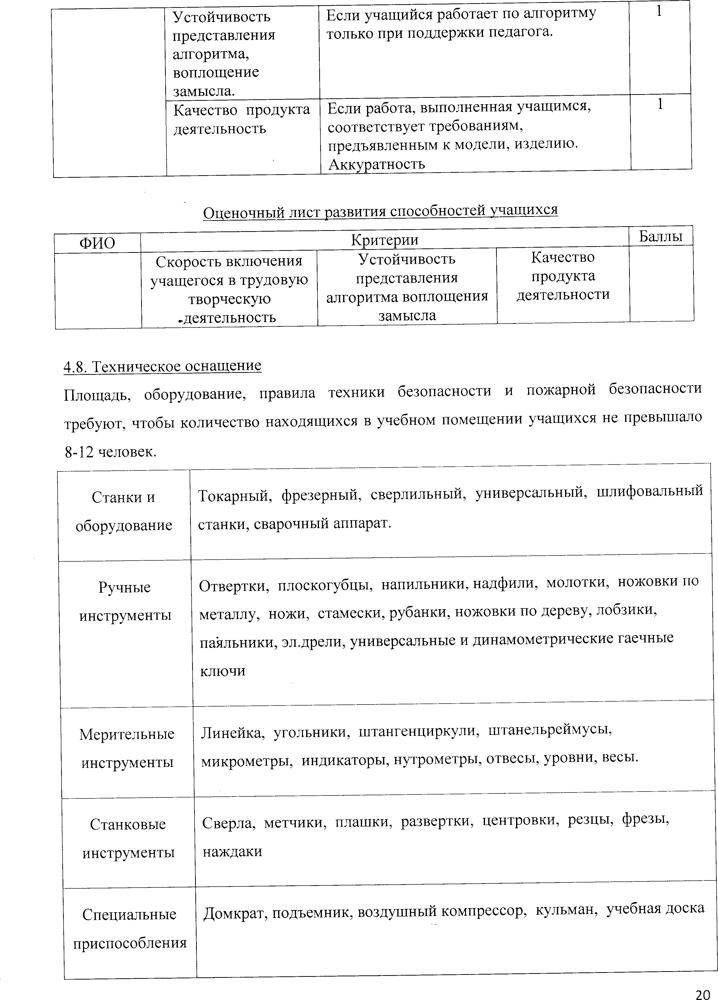 Устойчивость
представления
алгоритма,
воплощение
замысла.
Если учащийся работает по алгоритму
только при поддержки педагога.
1
Качество продукта
деятельность
Если работа, выполненная учащимся,
соответствует требованиям,
предъявленным к модели, изделию.
Аккуратность
1
Оценочный лист развития способностей учащихся
ФИО
Критерии
Баллы
Скорость включения
учащегося в трудовую
творческую
деятельность
Устойчивость
представления
алгоритма воплощения
замысла
Качество
продукта
деятельности
4.8. Техническое оснащение
Площадь, оборудование, правила техники безопасности и пожарной безопасности
требуют, чтобы количество находящихся в учебном помещении учащихся не превышало
8-12 человек.
Станки и
оборудование
Токарный, фрезерный, сверлильный, универсальный, шлифовальный
станки, сварочный аппарат.
Ручные
инструменты
Отвертки, плоскогубцы, напильники, надфили, молотки, ножовки по
металлу, ножи, стамески, рубанки, ножовки по дереву, лобзики,
паяльники, эл.дрели, универсальные и динамометрические гаечные
ключи
Мерительные
инструменты
Линейка, угольники, штангенциркули, штанельреймусы,
микрометры, индикаторы, нутрометры, отвесы, уровни, весы.
Станковые
инструменты
Сверла, метчики, плашки, развертки, центровки, резцы, фрезы,
наждаки
Специальные
приспособления
Домкрат, подъемник, воздушный компрессор, кульман, учебная доска
20